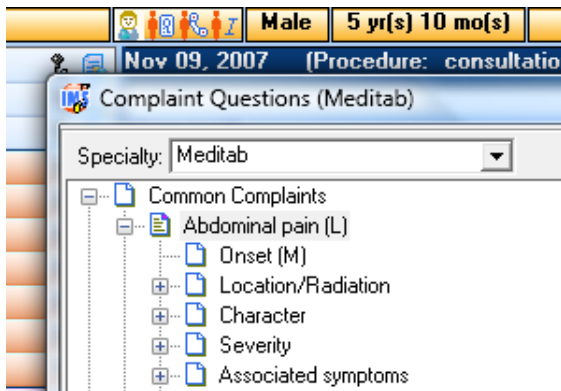 Male 5 yr(s) 10 mo(s)
Nov 09, 2007 (Procedure: consultatio
IMS Complaint Questions (Meditab)
Specialty: Meditab
Common Complaints
Abdominal pain (L)
Onset (M)
Location/Radiation
Character
Severity
Associated symptoms